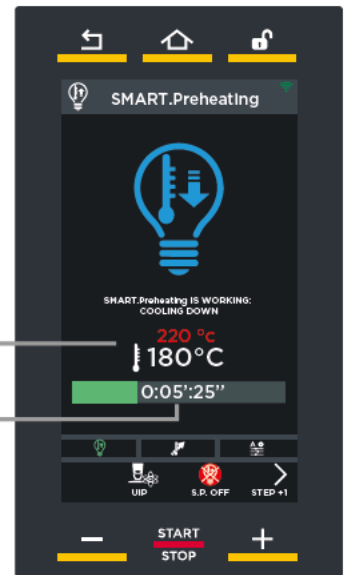 SMART.Preheating
SMART.Preheating IS WORKING:
COOLING DOWN
220 °c
180°C
0:05':25’’
UIP
S.P. OFF
STEP +1
START
STOP